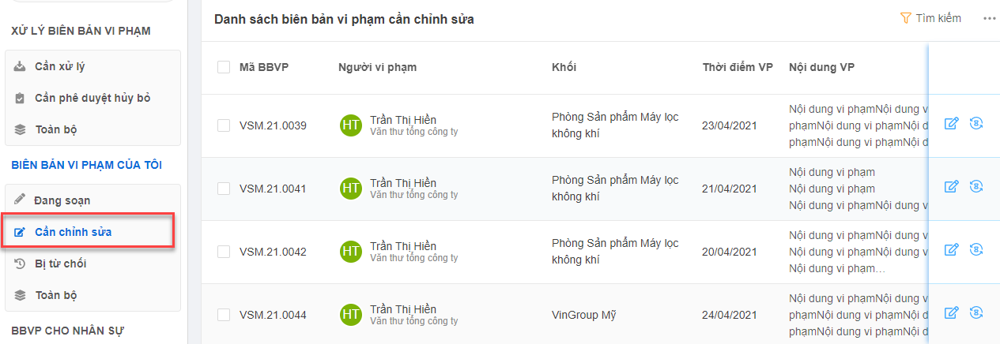 XỬ LÝ BIÊN BẢN VI PHẠM
Cần xử lý
Cần phê duyệt hủy bỏ
Toàn bộ
BIÊN BẢN VI PHẠM CỦA TÔI
Đang soạn
Cần chỉnh sửa
Bị từ chối
Toàn bộ
BBVP CHO NHÂN SỰ
Danh sách biên bản vi phạm cần chỉnh sửa
Tìm kiếm
Mã BBVP Người vi phạm Khối Thời điểm VP Nội dung VP
VSM.21.0039
HT
Trần Thị Hiền
Văn thư tổng công ty
Phòng Sản phẩm Máy lọc
không khí
23/04/2021
Nội dung vi phạmNội dung v
phạmNội dung vi phạmNội d
phạmNội dung vi phạmNội d
VSM.21.0041
HT
Trần Thị Hiền
Văn thư tổng công ty
Phòng Sản phẩm Máy lọc
không khí
21/04/2021
Nội dung vi phạm
Nội dung vi phạm
Nội dung vi phạmNội dung v
VSM.21.0042
HT
Trần Thị Hiền
Văn thư tổng công ty
Phòng Sản phẩm Máy lọc
không khí
20/04/2021
Nội dung vi phạmNội dung v
Nội dung vi phạmNội dung v
Nội dung vi phạm...
VSM.21.0044
HT
Trần Thị Hiền
Văn thư tổng công ty
VinGroup Mỹ
24/04/2021
Nội dung vi phạmNội dung v
phạmNội dung vi phạmNội d
phạmNội dung vi phạmNội d